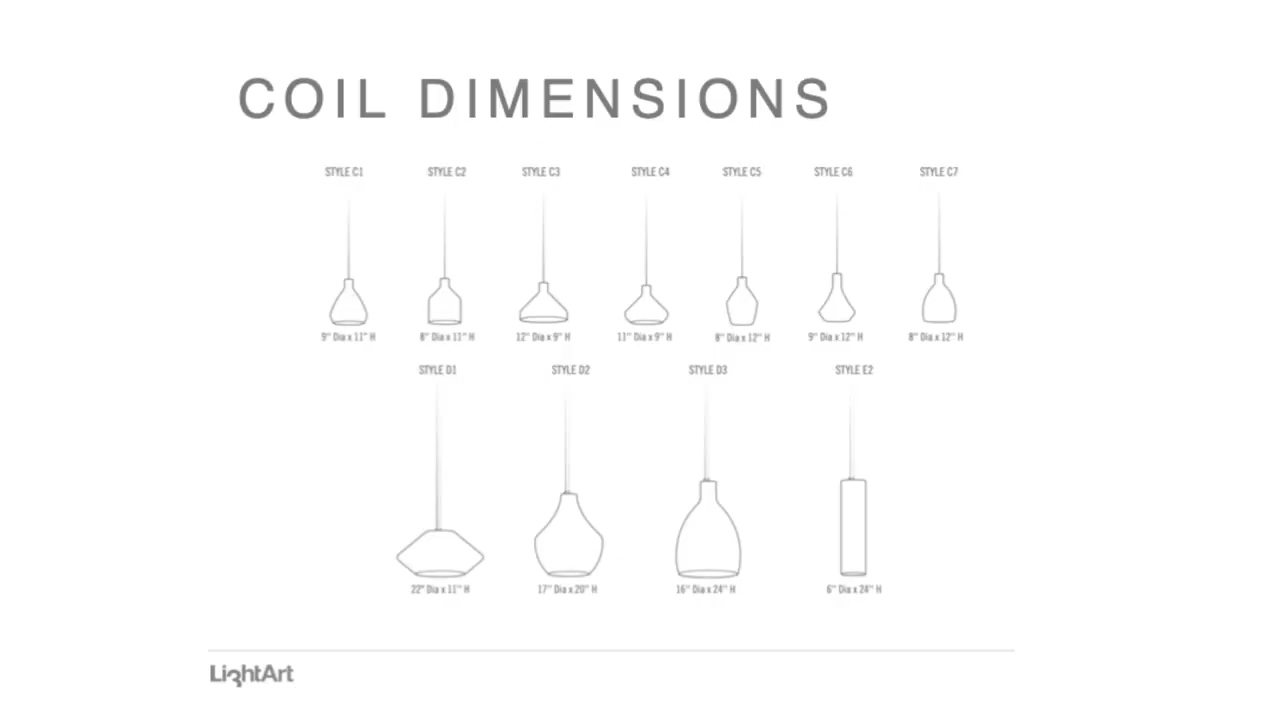 COIL DIMENSIONS
STYLE C1 STYLE C2 STYLE C3 STYLE C4 STYLE C5 STYLE C6 STYLE C7
9" Dia x 11" H 8" Dia x 11" H 12" Dia x 9" H 11" Dia x 9" H 8" Dia x 12" H 9" Dia x 12" H 8" Dia x 12" H
STYLE D1 STYLE D2 STYLE D3 STYLE E2
22" Dia x 11" H 17" Dia x 20" H 16" Dia x 24" H 6" Dia x 24" H
LightArt